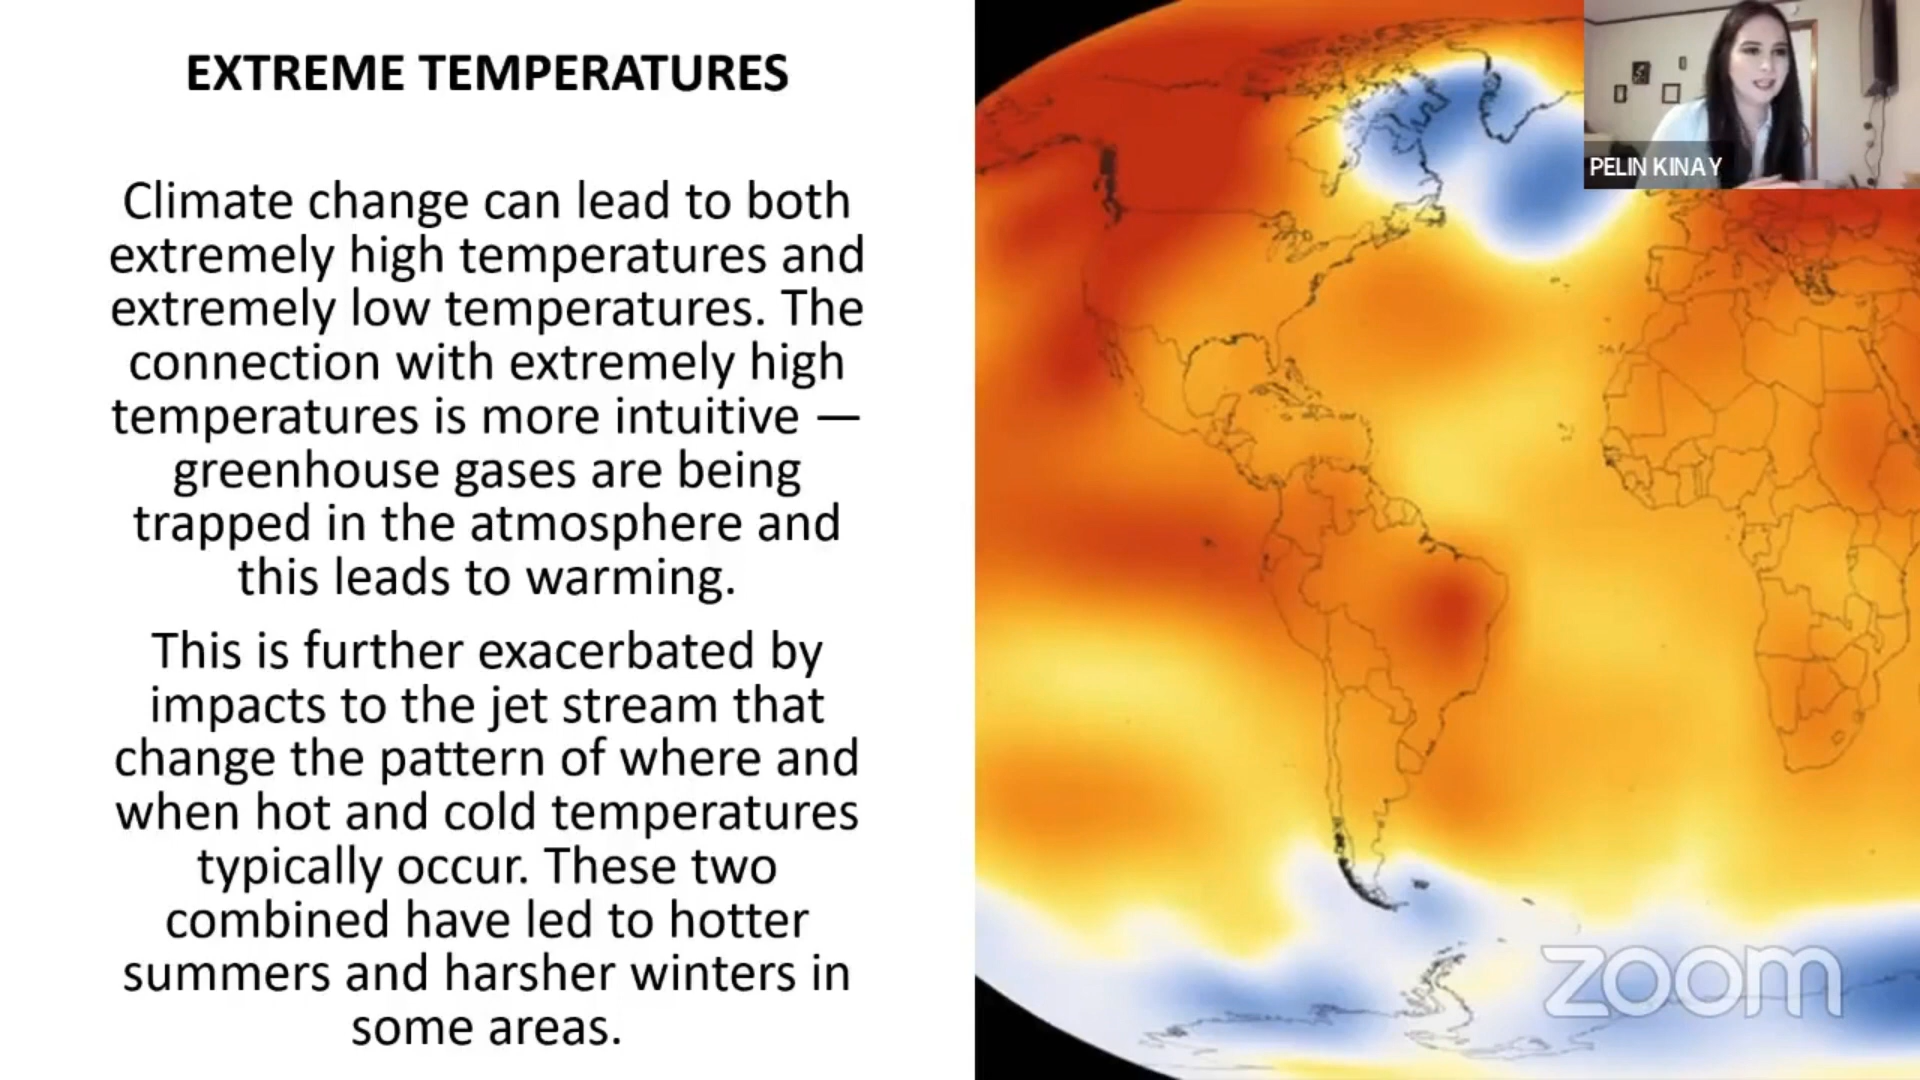 EXTREME TEMPERATURES
Climate change can lead to both
extremely high temperatures and
extremely low temperatures. The
connection with extremely high
temperatures is more intuitive —
greenhouse gases are being
trapped in the atmosphere and
this leads to warming.
This is further exacerbated by
impacts to the jet stream that
change the pattern of where and
when hot and cold temperatures
typically occur. These two
combined have led to hotter
summers and harsher winters in
some areas.
PELIN KINAY
zoom